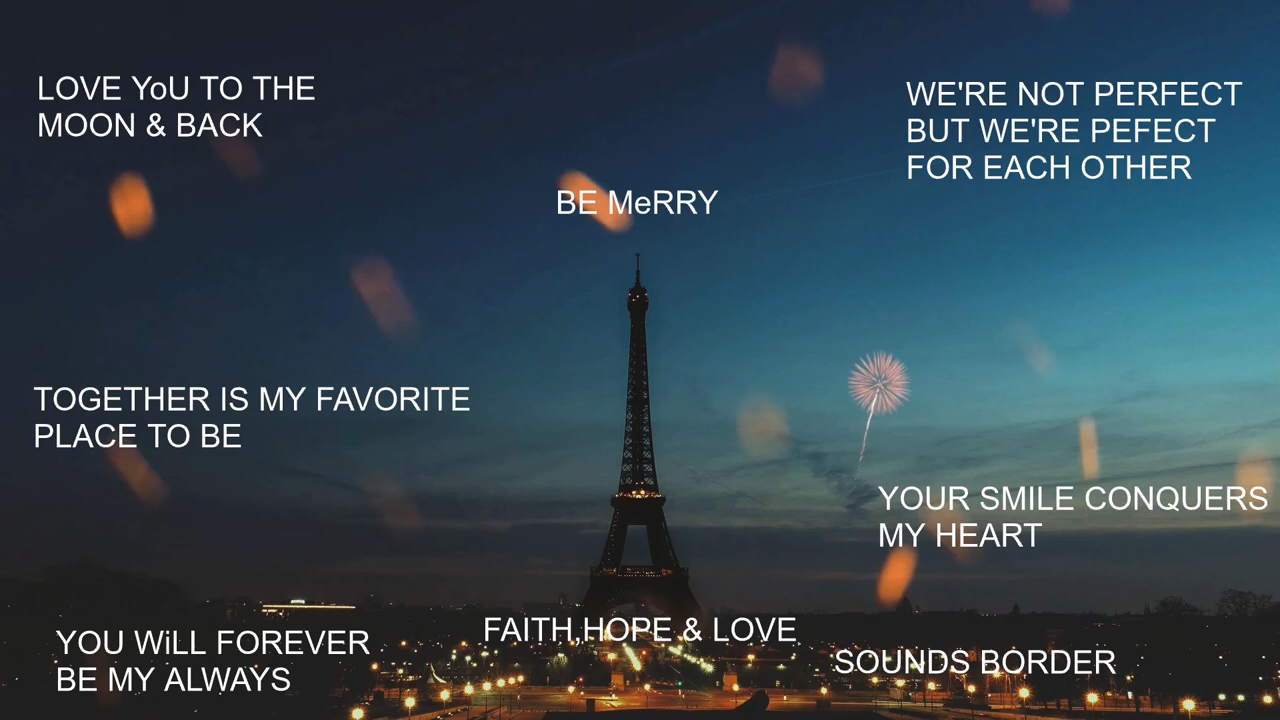 LOVE YoU TO THE
MOON & BACK
WE'RE NOT PERFECT
BUT WE'RE PEFECT
FOR EACH OTHER
BE MeRRY
TOGETHER IS MY FAVORITE
PLACE TO BE
YOUR SMILE CONQUERS
MY HEART
YOU WiLL FOREVER
BE MY ALWAYS
FAITH,HOPE & LOVE
SOUNDS BORDER